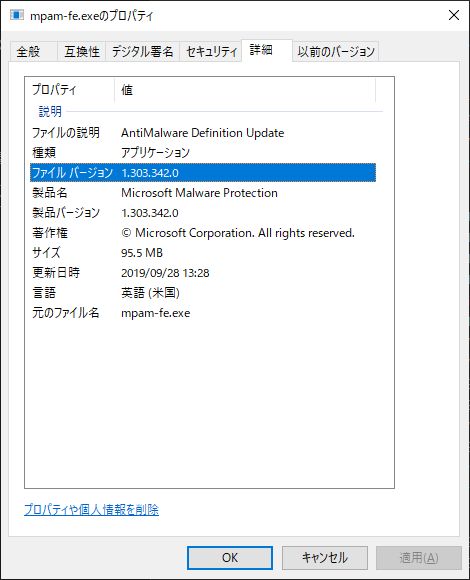 mpam-fe.exeのプロパティ
全般 互換性 デジタル署名 セキュリティ 詳細 以前のバージョン
プロパティ 値
説明
ファイルの説明 AntiMalware Definition Update
種類 アプリケーション
ファイル バージョン 1.303.342.0
製品名 Microsoft Malware Protection
製品バージョン 1.303.342.0
著作権 © Microsoft Corporation. All rights reserved.
サイズ 95.5 MB
更新日時 2019/09/28 13:28
言語 英語 (米国)
元のファイル名 mpam-fe.exe
プロパティや個人情報を削除
OK キャンセル 適用(A)